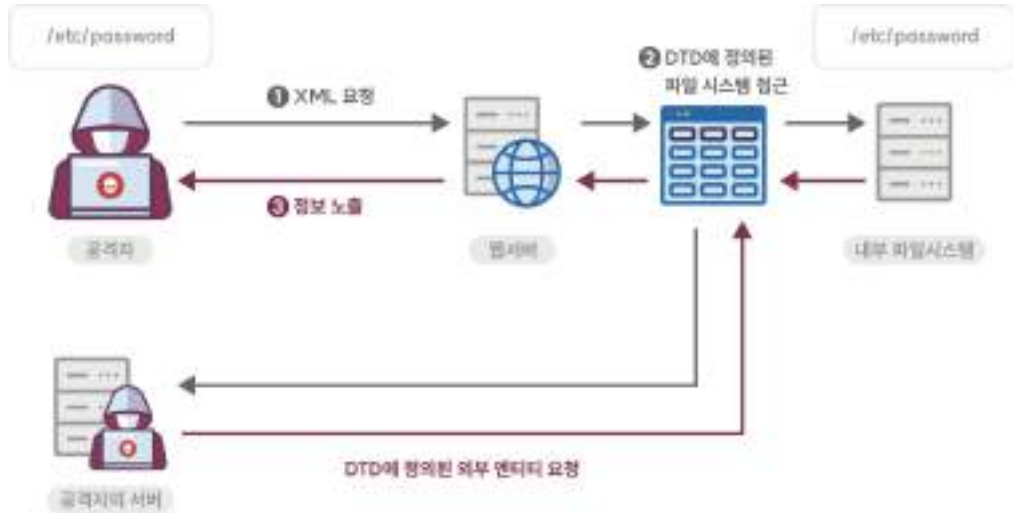 /etc/password
/etc/password
❷ DTD에 정의된
파일 시스템 접근
❶ XML 요청
❸ 정보 노출
공격자
웹서버
내부 파일시스템
DTD에 정의된 외부 엔티티 요청
공격자의 서버